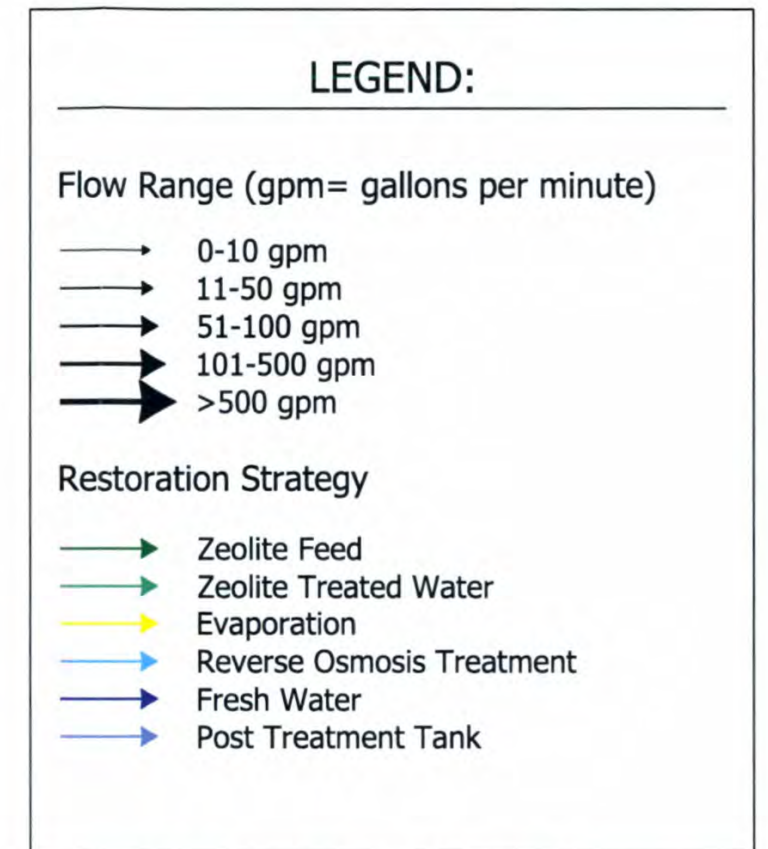 LEGEND:
Flow Range (gpm= gallons per minute)
0-10 gpm
11-50 gpm
51-100 gpm
101-500 gpm
>500 gpm
Restoration Strategy
Zeolite Feed
Zeolite Treated Water
Evaporation
Reverse Osmosis Treatment
Fresh Water
Post Treatment Tank